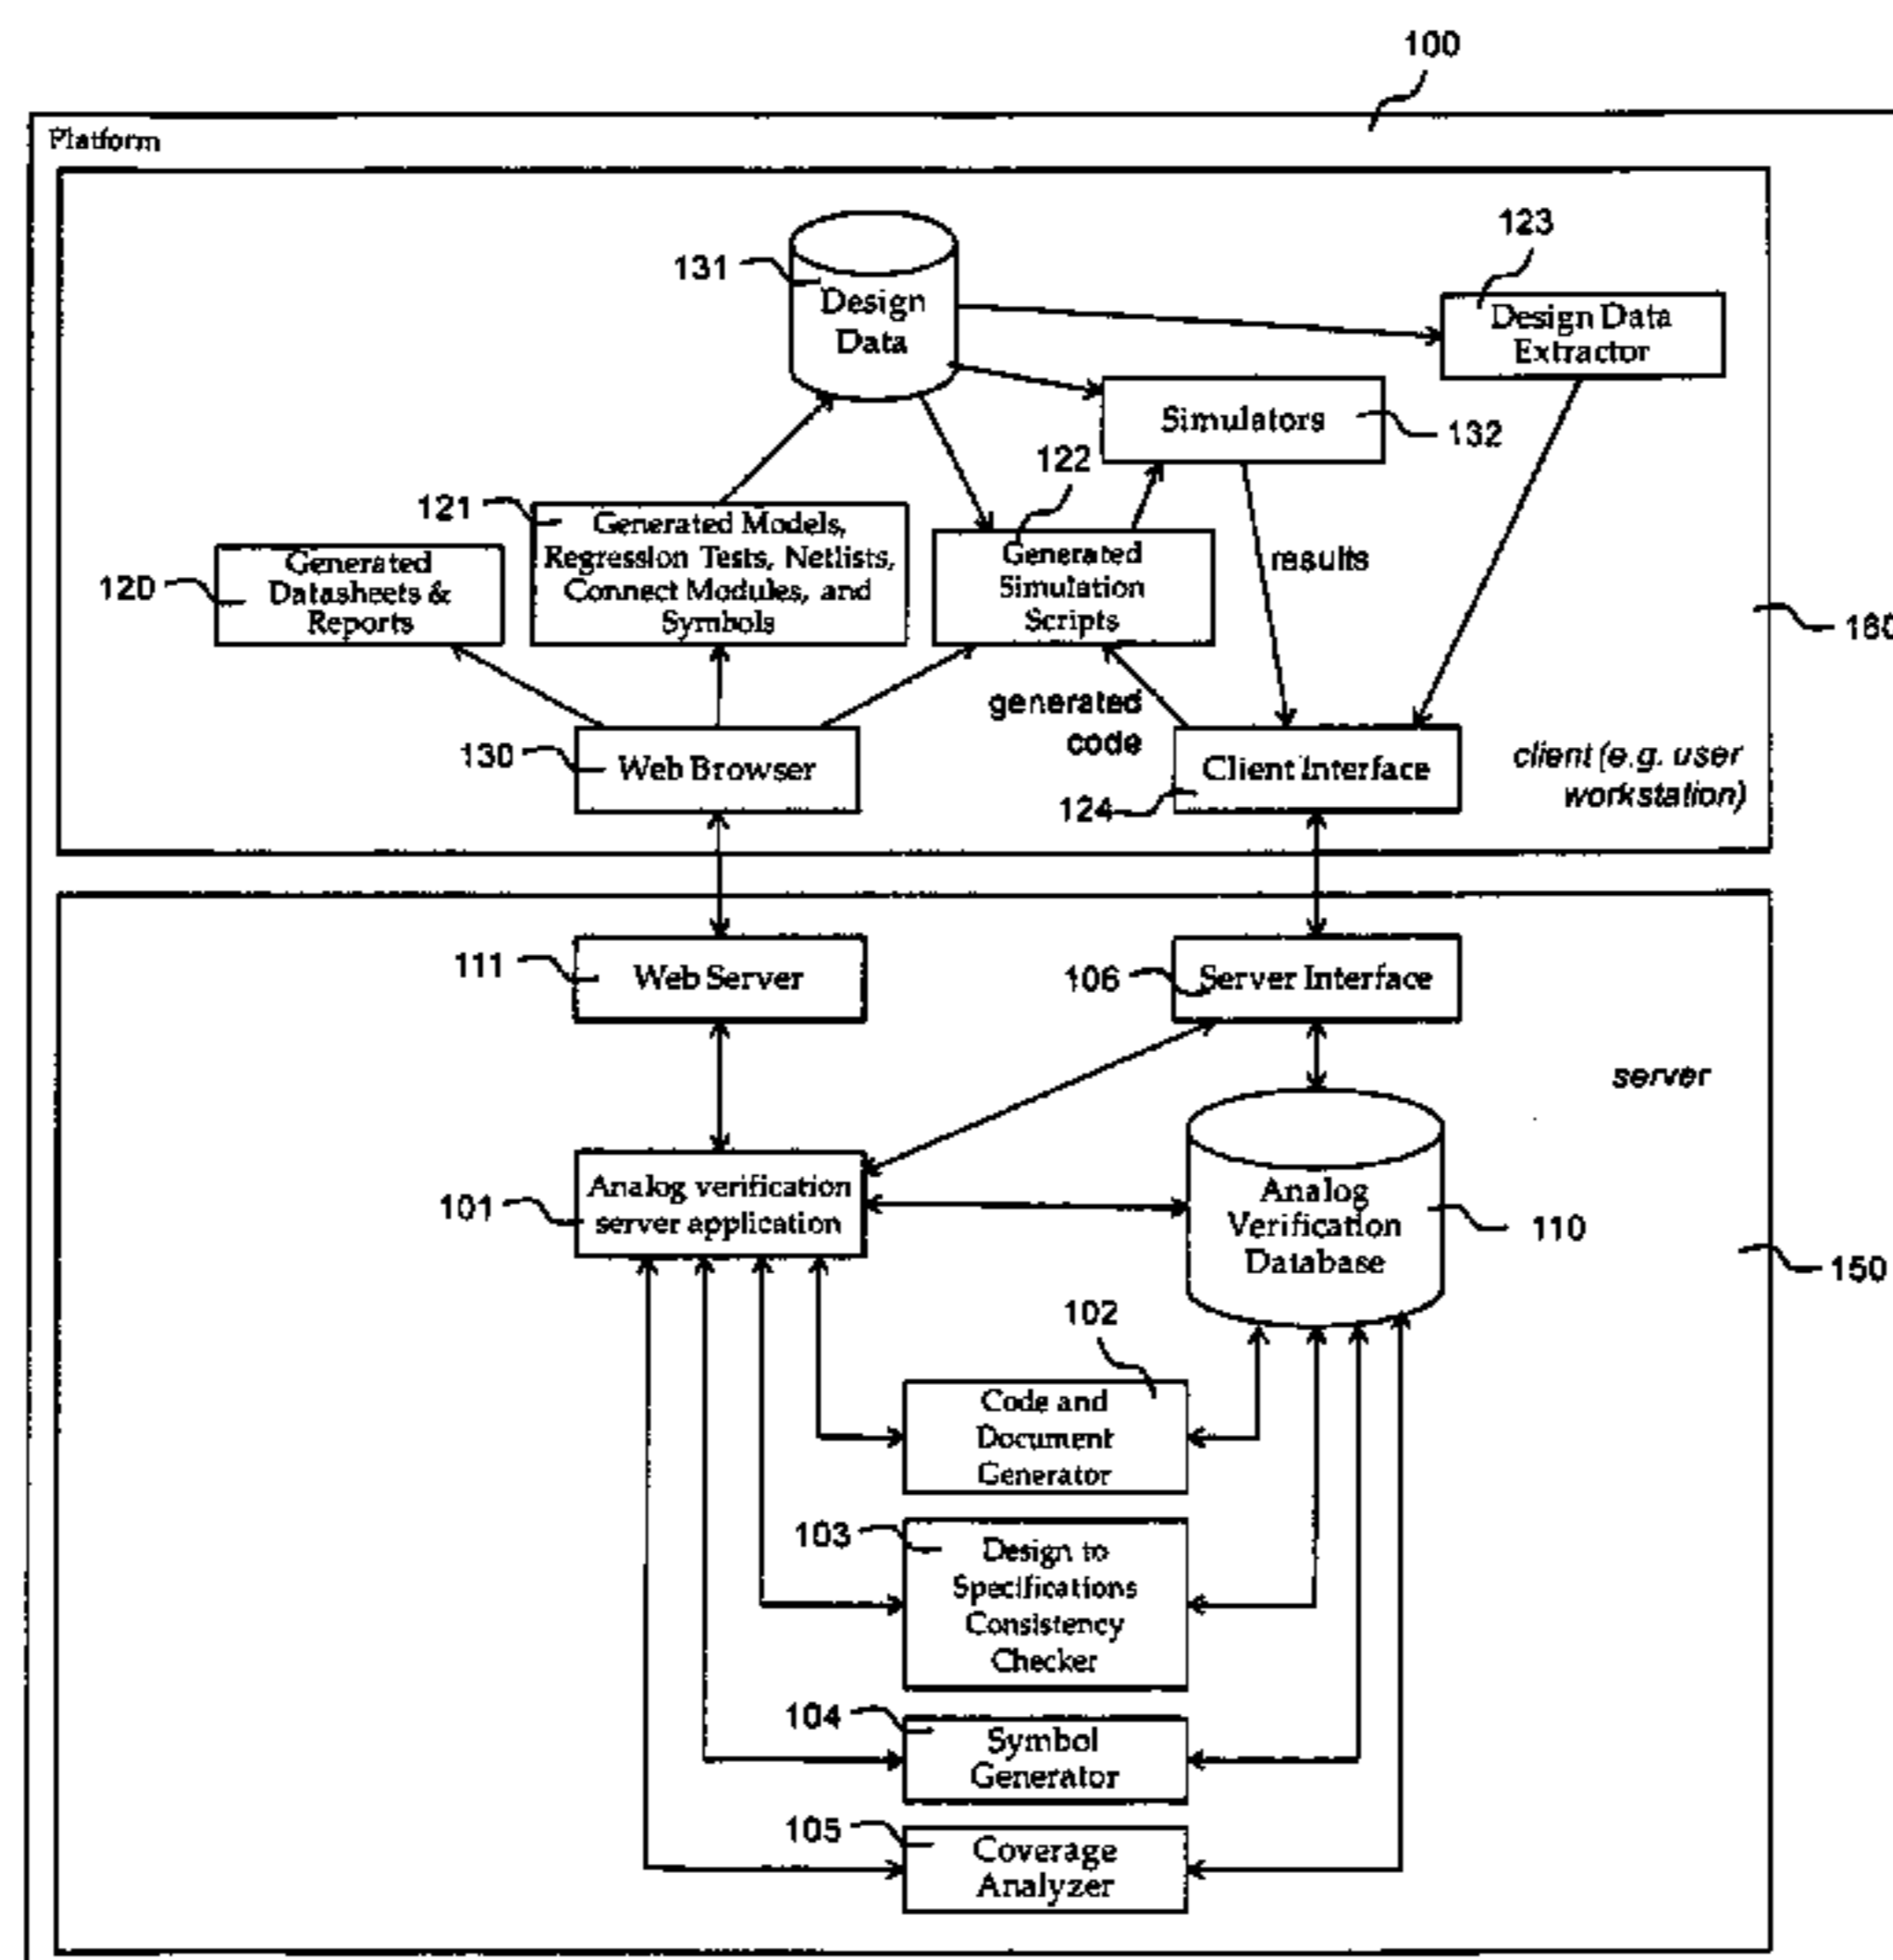 100
Platform
123
131
Design
Data
Design Data
Extractor
Simulators
132
122
121
Generated Models,
Regression Tests, Netlists,
Connect Modules, and
Symbols
Generated
Simulation
Scripts
results
120
Generated
Datasheets &
Reports
160
generated
code
130
Web Browser
Client Interface
124
client (e.g. user
workstation)
111
Web Server
106
Server Interface
server
101
Analog verification
server application
Analog
Verification
Database
110
150
102
Code and
Document
Generator
103
Design to
Specifications
Consistency
Checker
104
Symbol
Generator
105
Coverage
Analyzer